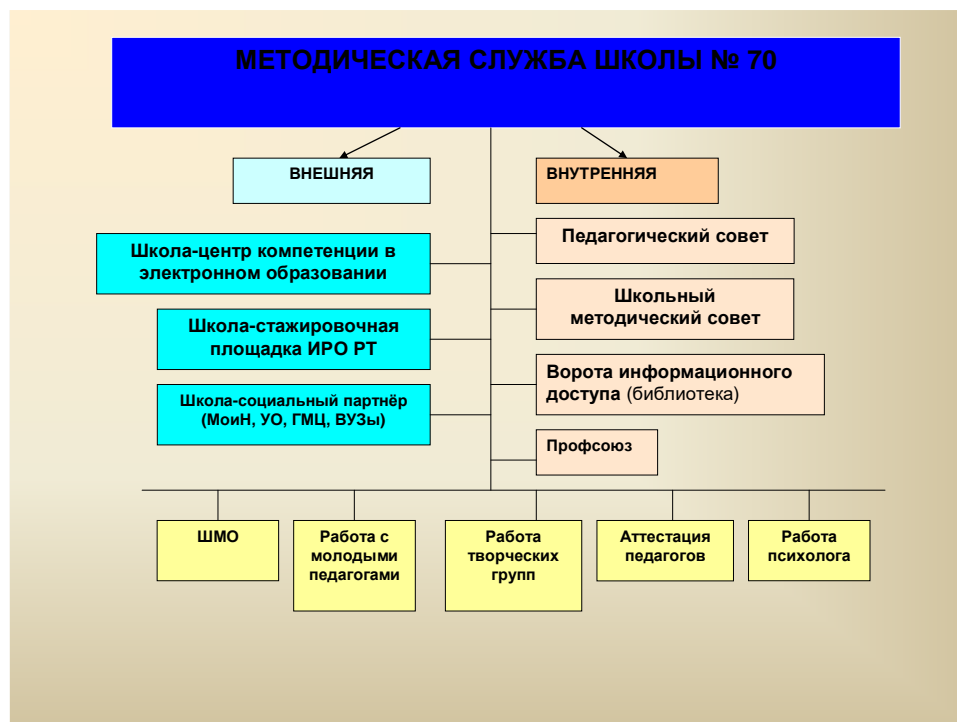 МЕТОДИЧЕСКАЯ СЛУЖБА ШКОЛЫ № 70
ВНЕШНЯЯ
ВНУТРЕННЯЯ
Школа-центр компетенции в
электронном образовании
Школа-стажировочная
площадка ИРО РТ
Школа-социальный партнёр
(МоиН, УО, ГМЦ, ВУЗы)
Педагогический совет
Школьный
методический совет
Ворота информационного
доступа (библиотека)
Профсоюз
ШМО
Работа с
молодыми
педагогами
Работа
творческих
групп
Аттестация
педагогов
Работа
психолога